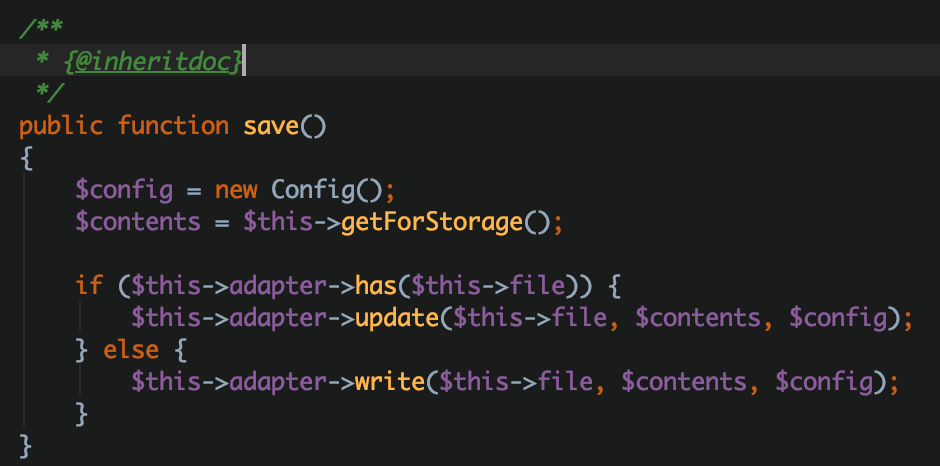 /**
 * {@inheritdoc}
 */
public function save()
{
    $config = new Config();
    $contents = $this->getForStorage();

    if ($this->adapter->has($this->file)) {
        $this->adapter->update($this->file, $contents, $config);
    } else {
        $this->adapter->write($this->file, $contents, $config);
    }
}